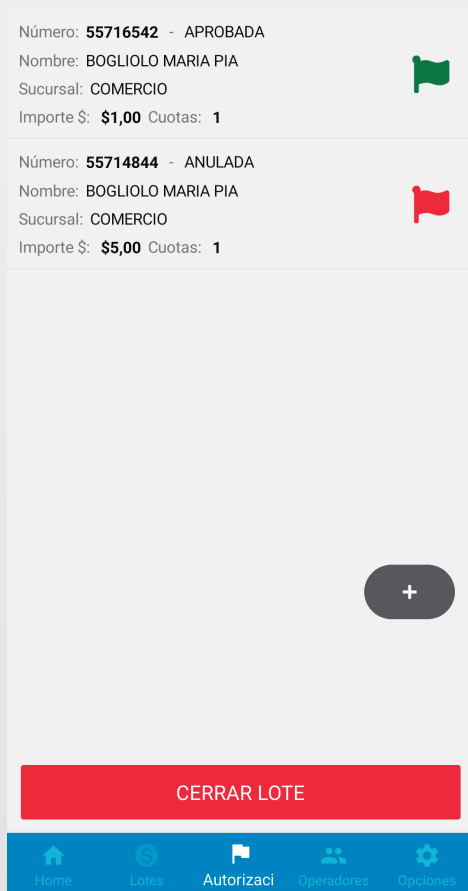 Número: 55716542 - APROBADA
Nombre: BOGLIOLO MARIA PIA
Sucursal: COMERCIO
Importe $: $1,00 Cuotas: 1
Número: 55714844 - ANULADA
Nombre: BOGLIOLO MARIA PIA
Sucursal: COMERCIO
Importe $: $5,00 Cuotas: 1
+
CERRAR LOTE
Home Lotes Autorizaci Operadores Opciones